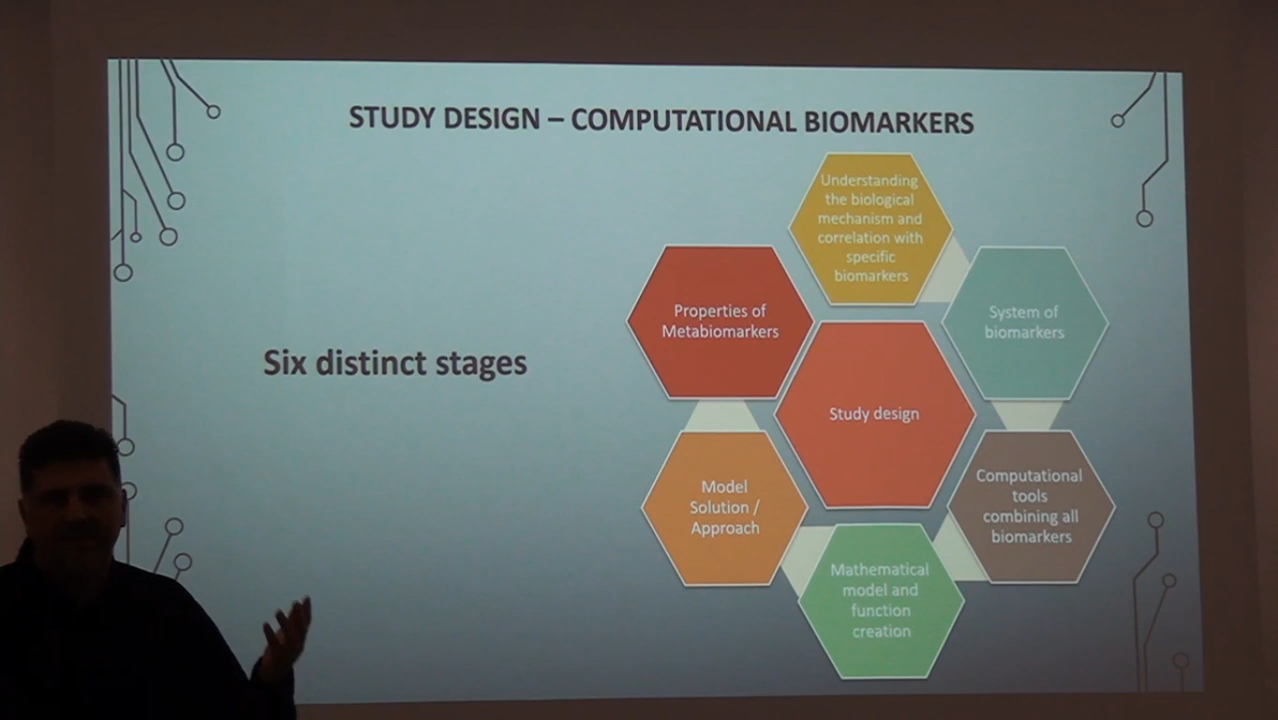 STUDY DESIGN – COMPUTATIONAL BIOMARKERS
Six distinct stages
Understanding
the biological
mechanism and
correlation with
specific
biomarkers
System of
biomarkers
Computational
tools
combining all
biomarkers
Mathematical
model and
function
creation
Model
Solution /
Approach
Properties of
Metabiomarkers
Study design